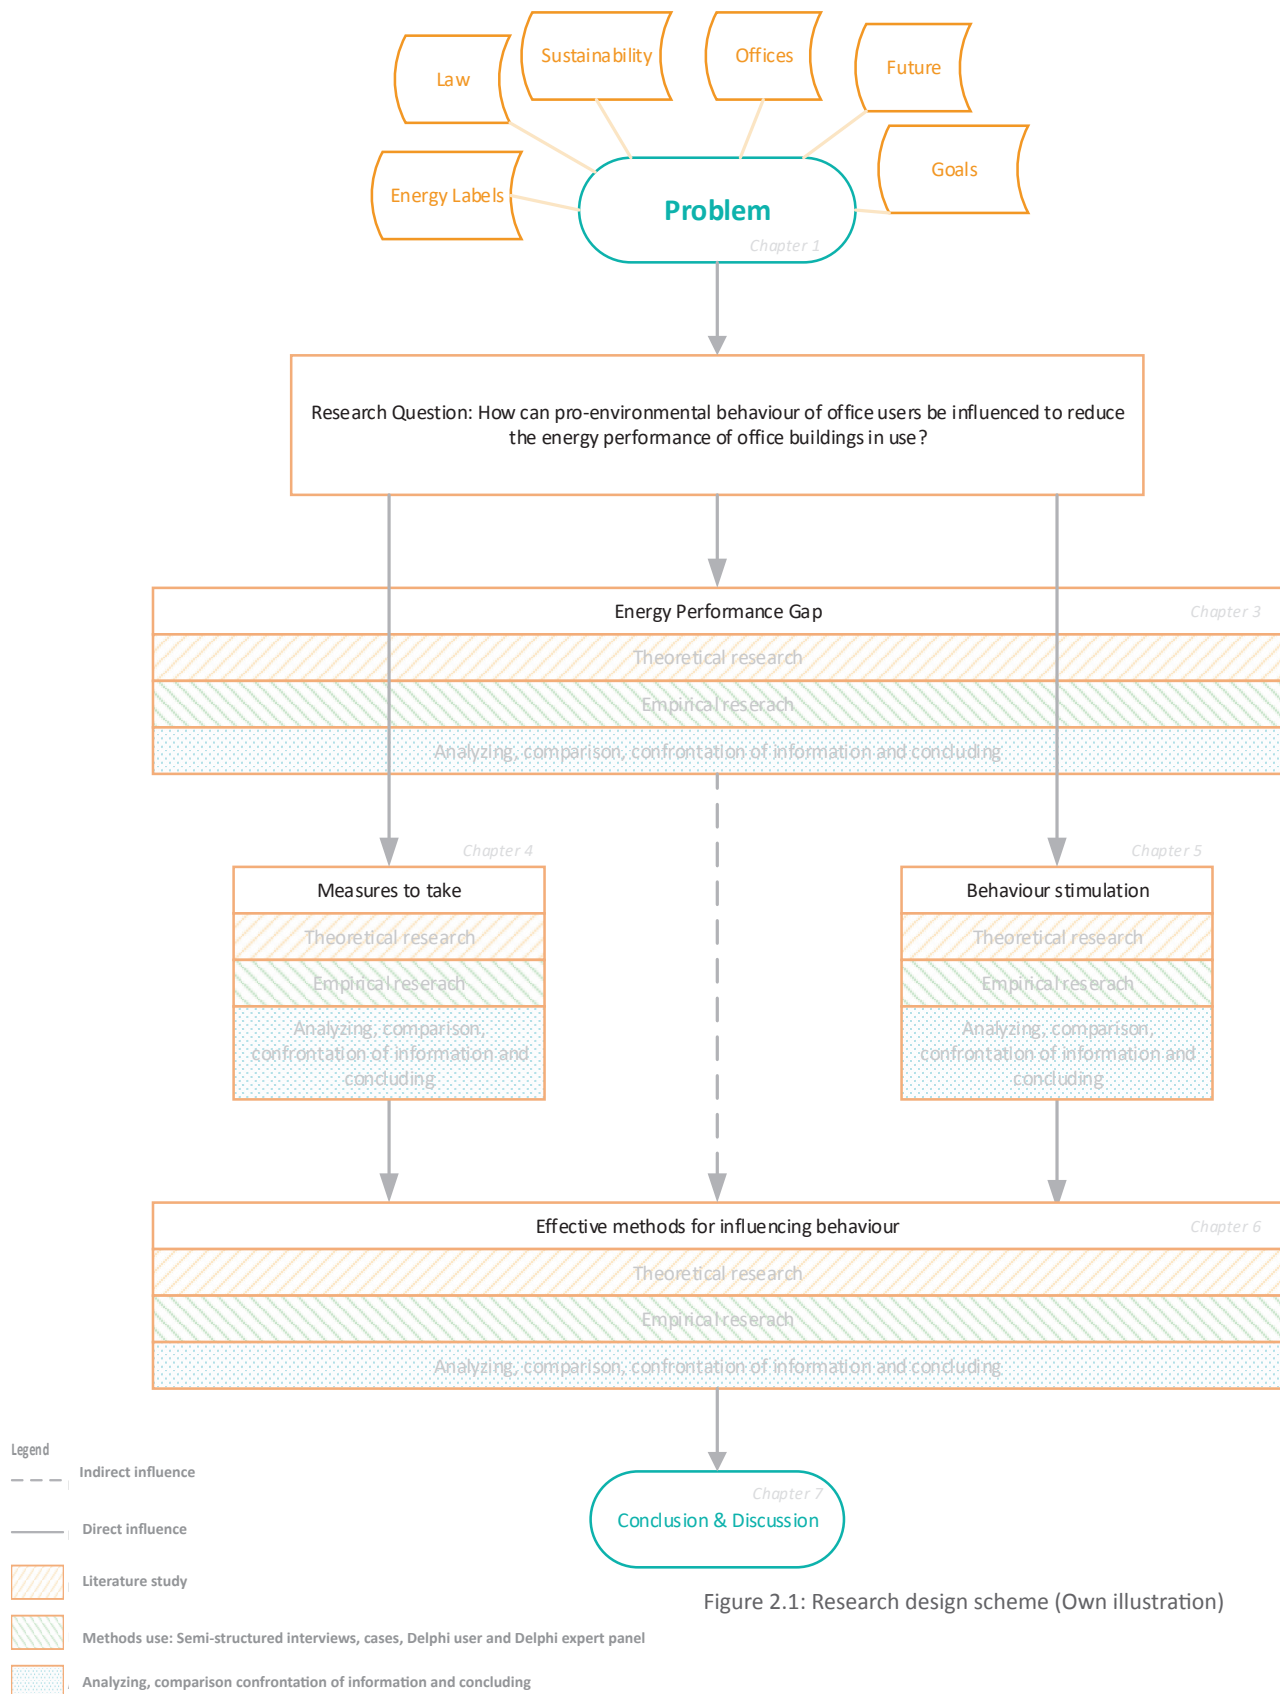 Law
Sustainability
Offices
Future
Energy Labels
Goals
Problem
Chapter 1
Research Question: How can pro-environmental behaviour of office users be influenced to reduce
the energy performance of office buildings in use?
Energy Performance Gap
Chapter 3
Theoretical research
Empirical reserach
Analyzing, comparison, confrontation of information and concluding
Chapter 4
Measures to take
Theoretical research
Empirical reserach
Analyzing, comparison,
confrontation of information and
concluding
Chapter 5
Behaviour stimulation
Theoretical research
Empirical reserach
Analyzing, comparison,
confrontation of information and
concluding
Effective methods for influencing behaviour
Chapter 6
Theoretical research
Empirical reserach
Analyzing, comparison, confrontation of information and concluding
Chapter 7
Conclusion & Discussion
Legend
Indirect influence
Direct influence
Literature study
Methods use: Semi-structured interviews, cases, Delphi user and Delphi expert panel
Analyzing, comparison confrontation of information and concluding
Figure 2.1: Research design scheme (Own illustration)